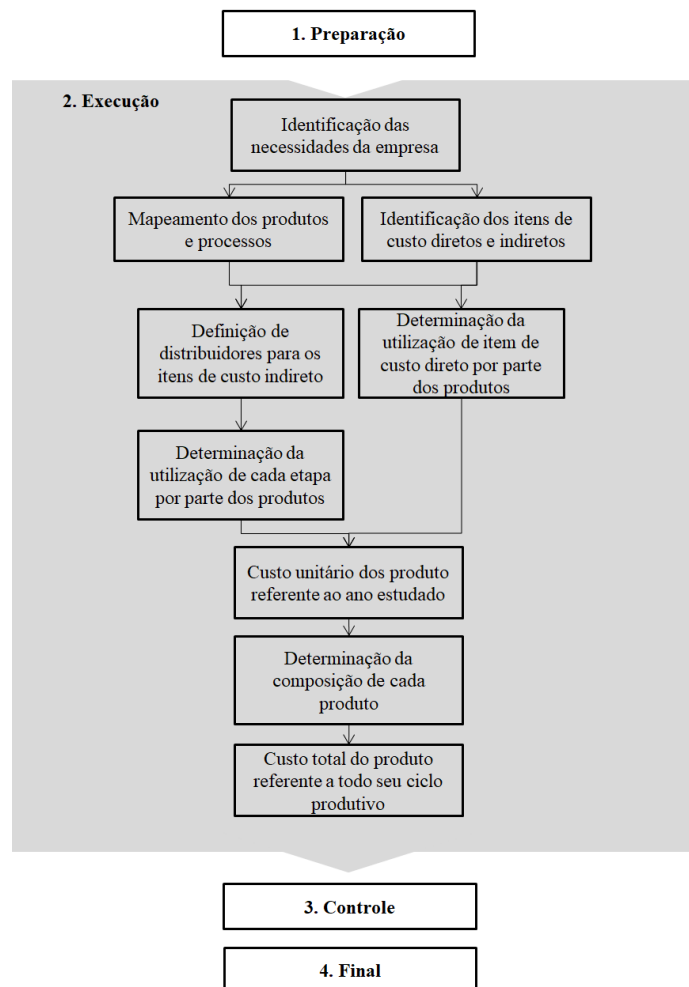 1. Preparação
2. Execução
Identificação das
necessidades da empresa
Mapeamento dos produtos
e processos
Identificação dos itens de
custo diretos e indiretos
Definição de
distribuidores para os
itens de custo indireto
Determinação da
utilização de item de
custo direto por parte
dos produtos
Determinação da
utilização de cada etapa
por parte dos produtos
Custo unitário dos produto
referente ao ano estudado
Determinação da
composição de cada
produto
Custo total do produto
referente a todo seu ciclo
produtivo
3. Controle
4. Final